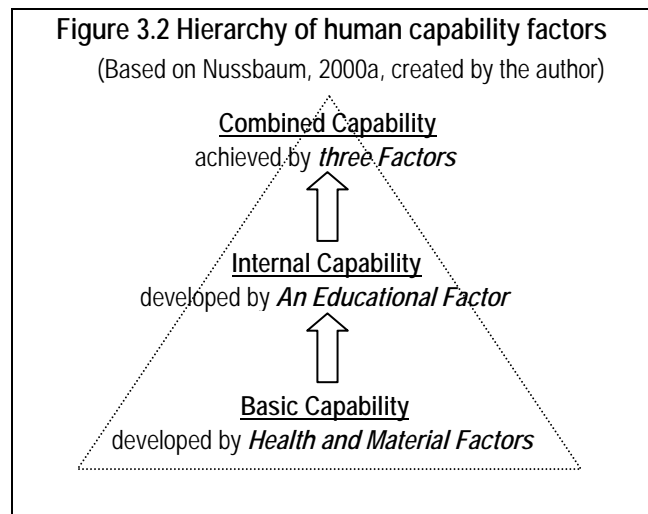 Figure 3.2 Hierarchy of human capability factors
(Based on Nussbaum, 2000a, created by the author)
Combined Capability
achieved by three Factors
Internal Capability
developed by An Educational Factor
Basic Capability
developed by Health and Material Factors